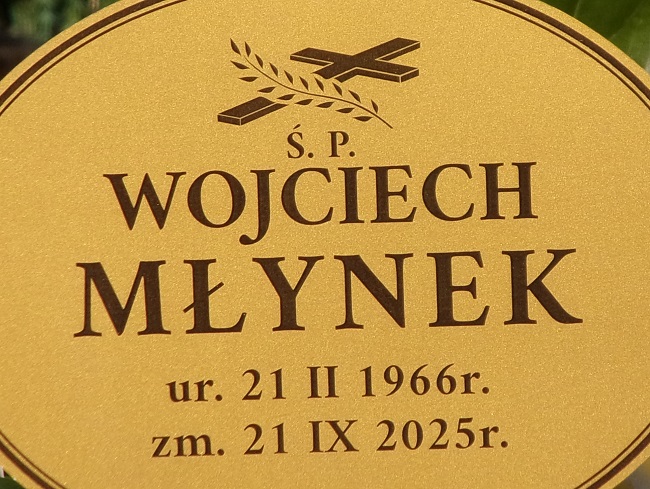 Ś. P.
WOJCIECH
MŁYNEK
ur. 21 II 1966r.
zm. 21 IX 2025r.